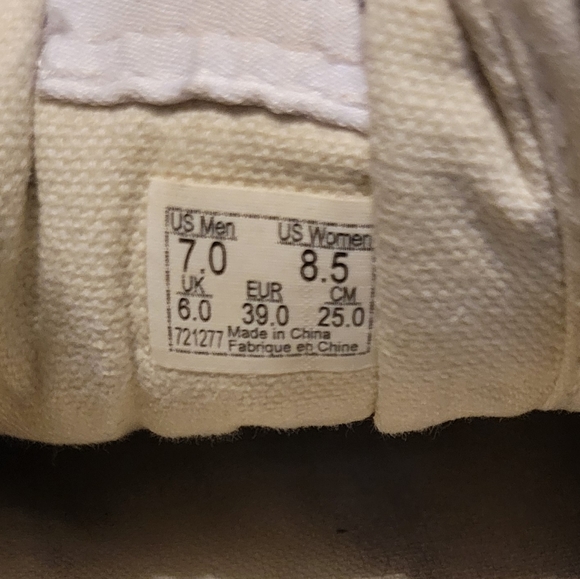 US Men US Women
7.0 8.5
UK EUR CM
6.0 39.0 25.0
721277 Made in China
Fabrique en Chine